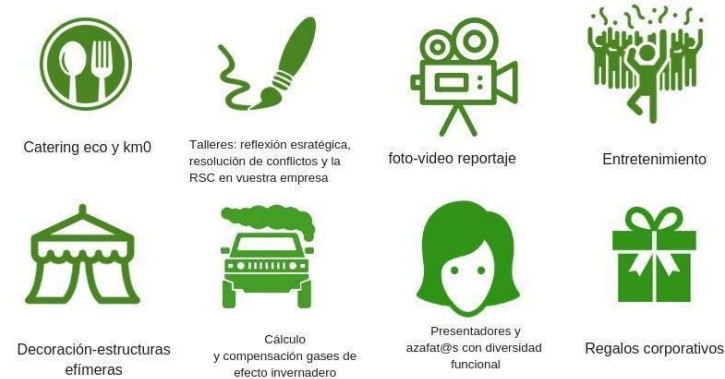 Catering eco y km0
Talleres: reflexión esratégica,
resolución de conflictos y la
RSC en vuestra empresa
foto-video reportaje
Entretenimiento
Decoración-estructuras
efímeras
Cálculo
y compensación gases de
efecto invernadero
Presentadores y
azafat@s con diversidad
funcional
Regalos corporativos